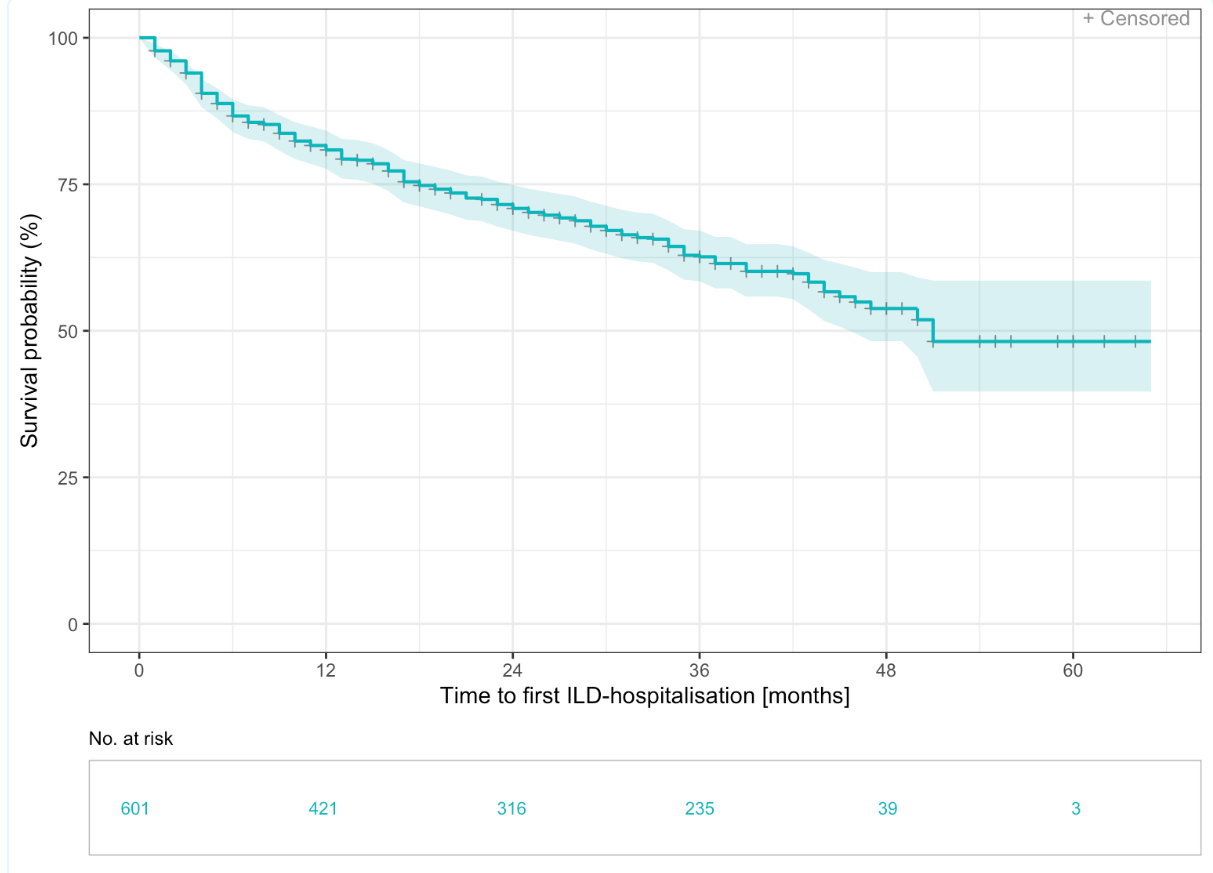 + Censored
100
75
50
25
0
Survival probability (%)
0 12 24 36 48 60
Time to first ILD-hospitalisation [months]
No. at risk
601 421 316 235 39 3